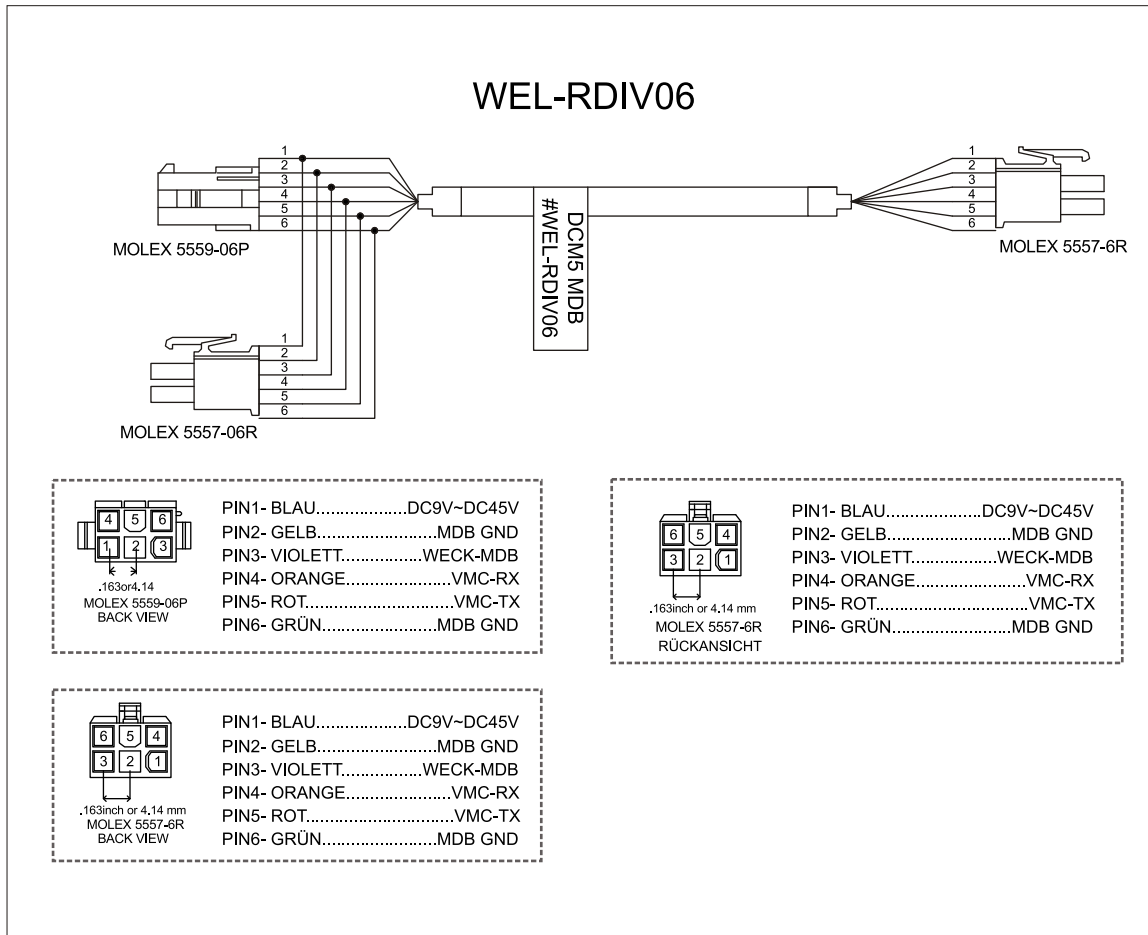 WEL-RDIV06
1
2
3
4
5
6
MOLEX 5559-06P
DCM5 MDB
#WEL-RDIV06
1
2
3
4
5
6
MOLEX 5557-6R
1
2
3
4
5
6
MOLEX 5557-06R
4 5 6
1 2 3
.163or4.14
MOLEX 5559-06P
BACK VIEW
PIN1- BLAU....................DC9V~DC45V
PIN2- GELB...........................MDB GND
PIN3- VIOLETT..................WECK-MDB
PIN4- ORANGE........................VMC-RX
PIN5- ROT.................................VMC-TX
PIN6- GRÜN.........................MDB GND
6 5 4
3 2 1
.163inch or 4.14 mm
MOLEX 5557-6R
RÜCKANSICHT
PIN1- BLAU....................DC9V~DC45V
PIN2- GELB...........................MDB GND
PIN3- VIOLETT..................WECK-MDB
PIN4- ORANGE........................VMC-RX
PIN5- ROT.................................VMC-TX
PIN6- GRÜN.........................MDB GND
6 5 4
3 2 1
.163inch or 4.14 mm
MOLEX 5557-6R
BACK VIEW
PIN1- BLAU....................DC9V~DC45V
PIN2- GELB...........................MDB GND
PIN3- VIOLETT..................WECK-MDB
PIN4- ORANGE........................VMC-RX
PIN5- ROT.................................VMC-TX
PIN6- GRÜN.........................MDB GND